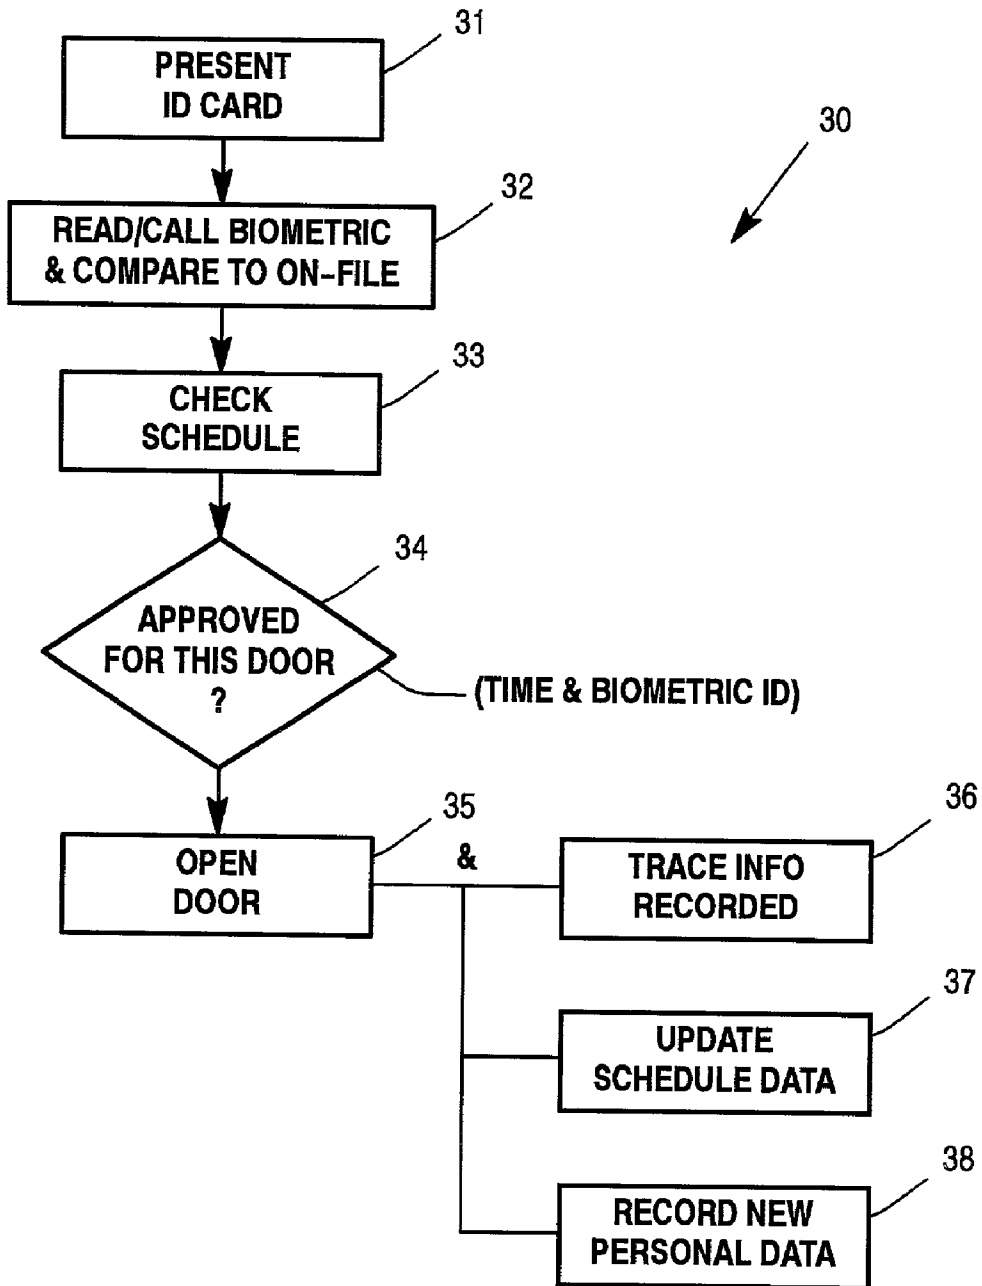 31
PRESENT
ID CARD
30
32
READ/CALL BIOMETRIC
& COMPARE TO ON-FILE
33
CHECK
SCHEDULE
34
APPROVED
FOR THIS DOOR
?
(TIME & BIOMETRIC ID)
35
OPEN
DOOR
&
36
TRACE INFO
RECORDED
37
UPDATE
SCHEDULE DATA
38
RECORD NEW
PERSONAL DATA